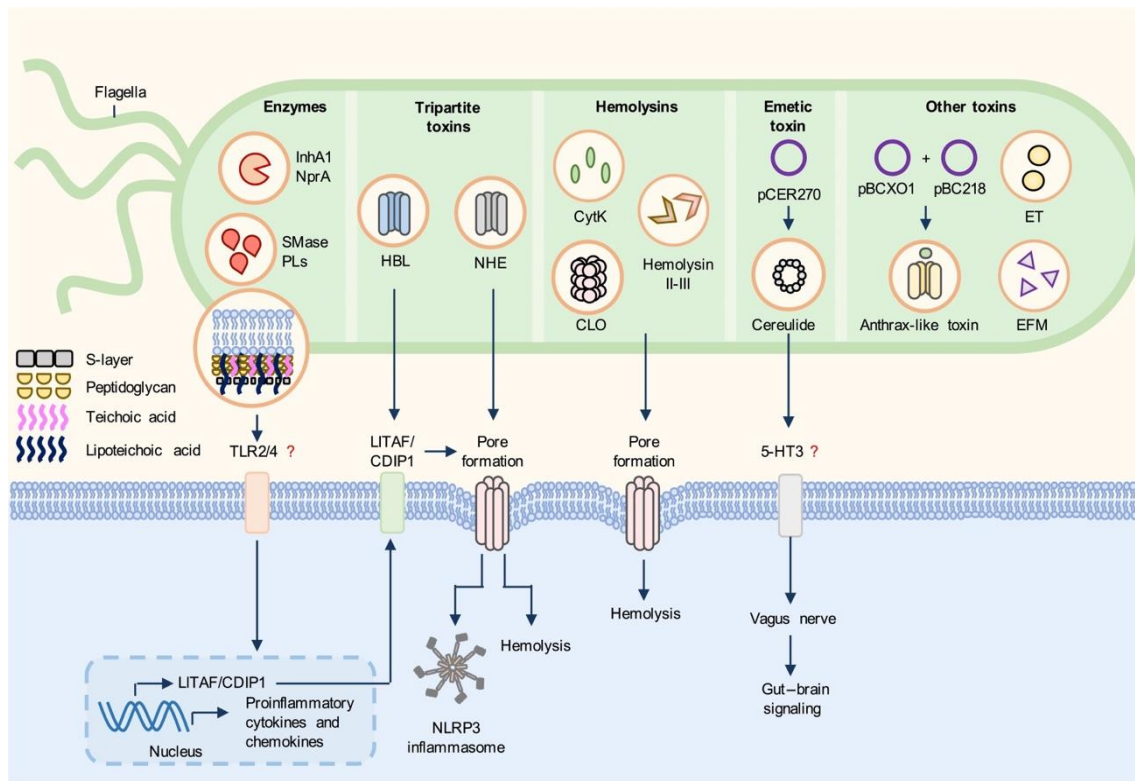 Flagella
Enzymes
InhA1
NprA
SMase
PLs
Tripartite
toxins
HBL
NHE
Hemolysins
CytK
CLO
Hemolysin
II-III
Emetic
toxin
pCER270
Cereulide
Other toxins
pBCXO1
+
pBC218
Anthrax-like toxin
ET
EFM
S-layer
Peptidoglycan
Teichoic acid
Lipoteichoic acid
TLR2/4 ?
LITAF/
CDIP1
Pore
formation
Pore
formation
5-HT3 ?
Hemolysis
Hemolysis
NLRP3
inflammasome
Vagus nerve
Gut–brain
signaling
LITAF/CDIP1
Proinflammatory
cytokines and
chemokines
Nucleus